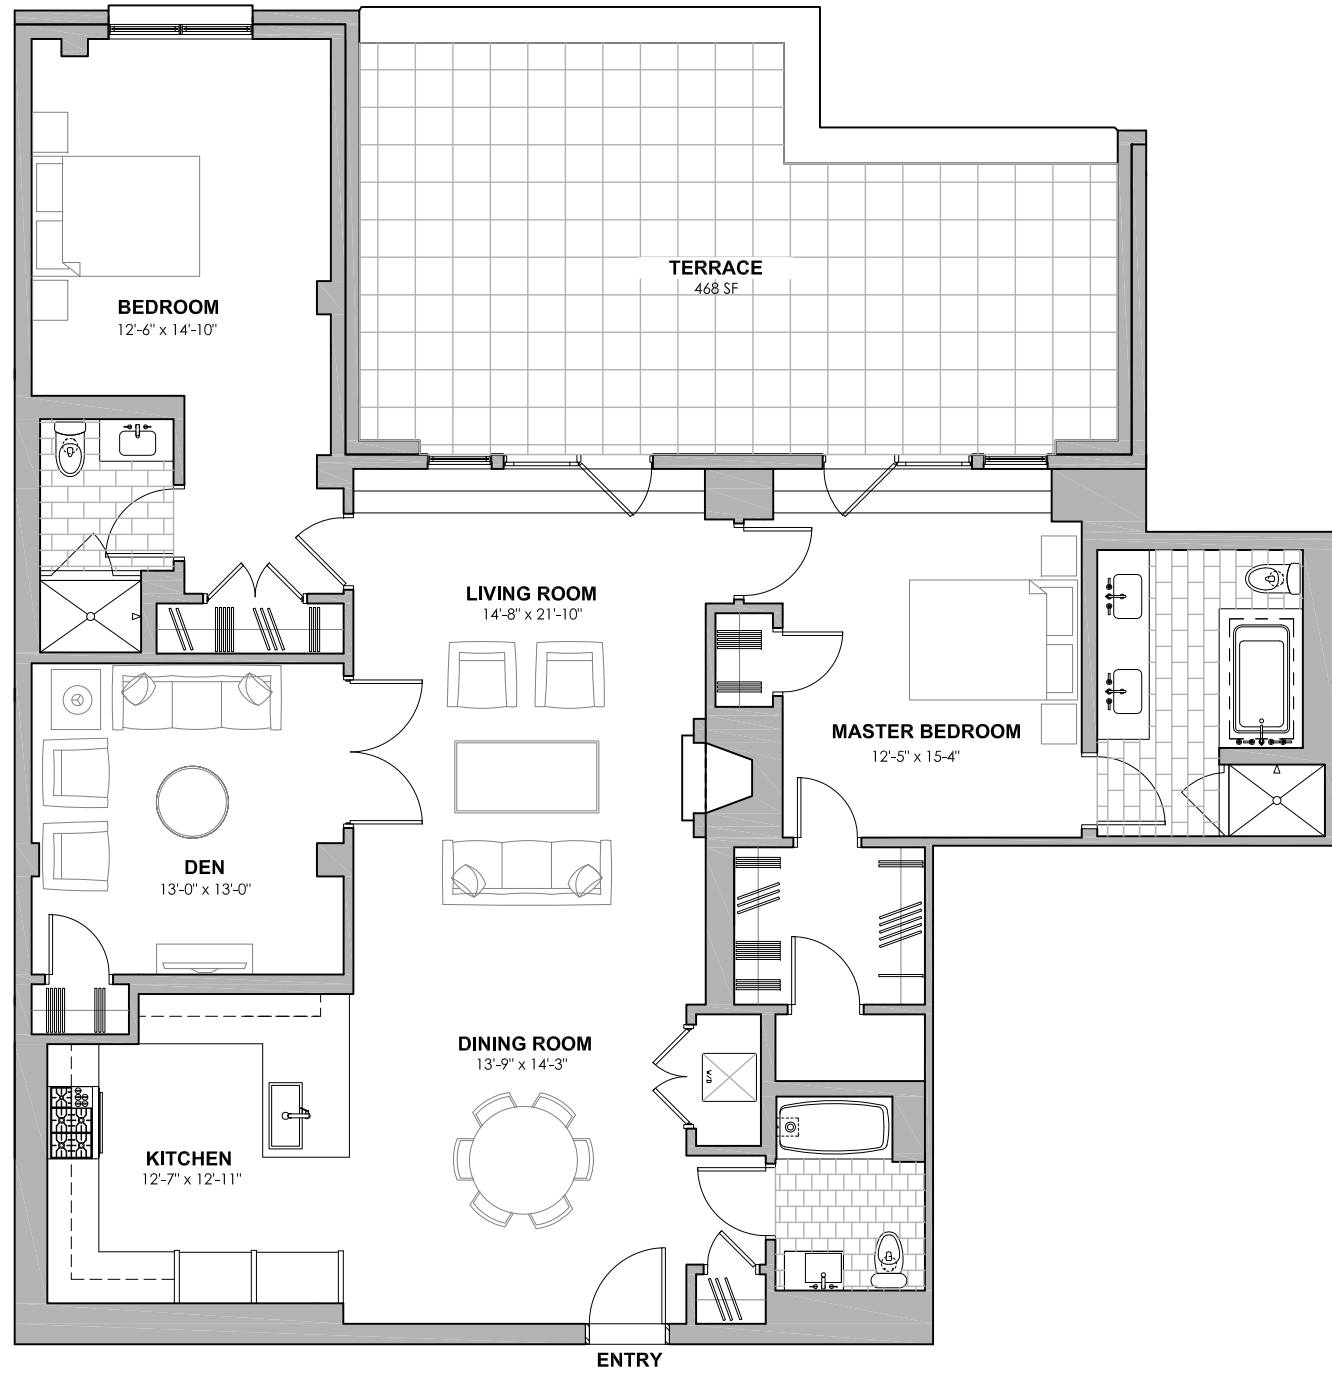 TERRACE
468 SF
BEDROOM
12'-6" x 14'-10"
LIVING ROOM
14'-8" x 21'-10"
MASTER BEDROOM
12'-5" x 15-4"
DEN
13'-0" x 13'-0"
DINING ROOM
13'-9" x 14'-3"
W/D
KITCHEN
12'-7" x 12'-11"
ENTRY